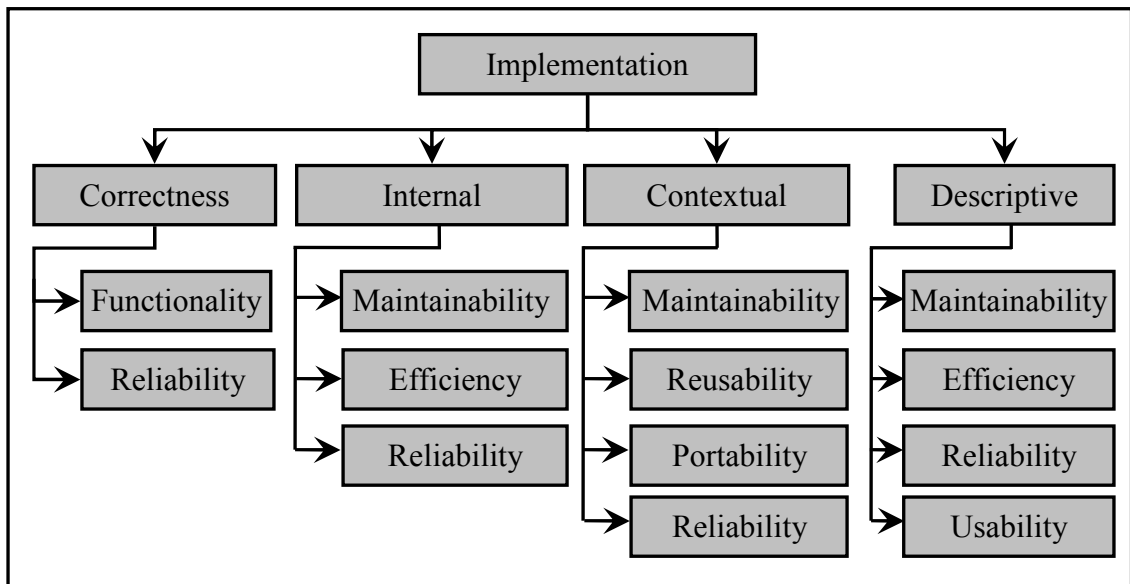 Implementation
Correctness
Internal
Contextual
Descriptive
Functionality
Reliability
Maintainability
Efficiency
Reliability
Maintainability
Reusability
Portability
Reliability
Maintainability
Efficiency
Reliability
Usability